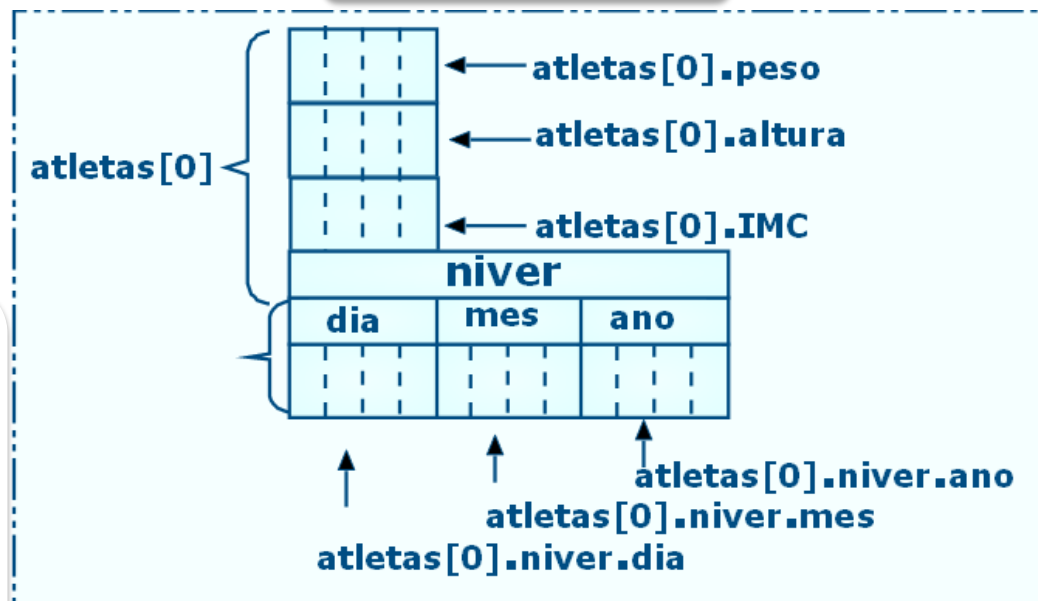 atletas[0].peso
atletas[0].altura
atletas[0]
atletas[0].IMC
niver
dia mes ano
atletas[0].niver.ano
atletas[0].niver.mes
atletas[0].niver.dia